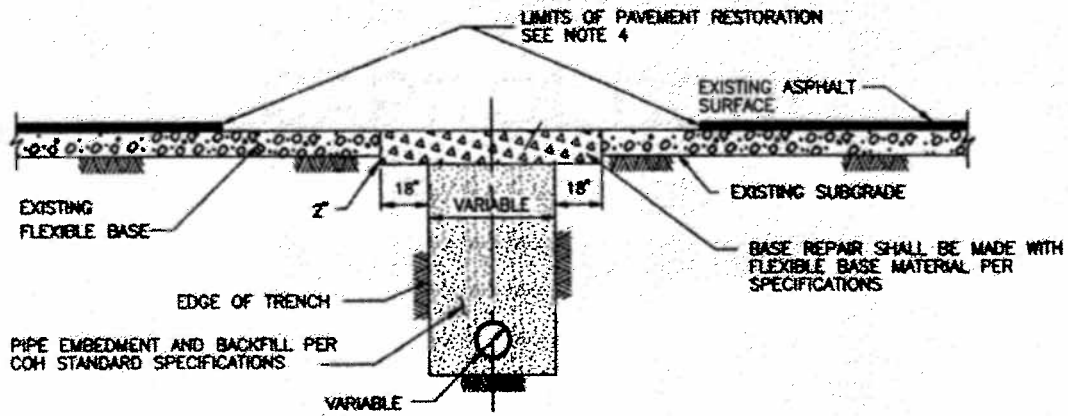 LIMITS OF PAVEMENT RESTORATION
SEE NOTE 4
EXISTING ASPHALT
SURFACE
18"
18"
2"
VARIABLE
EXISTING SUBGRADE
EXISTING
FLEXIBLE BASE
BASE REPAIR SHALL BE MADE WITH
FLEXIBLE BASE MATERIAL PER
SPECIFICATIONS
EDGE OF TRENCH
PIPE EMBEDMENT AND BACKFILL PER
COH STANDARD SPECIFICATIONS
VARIABLE